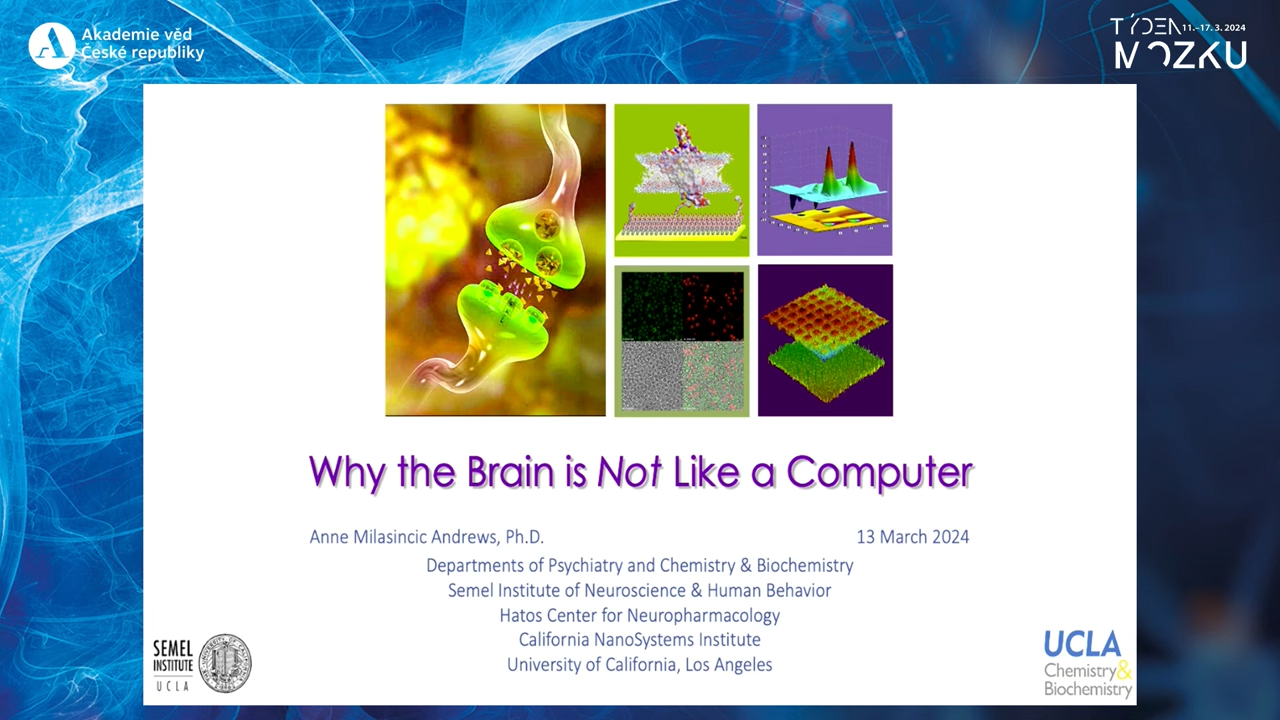 Akademie věd
České republiky
TÝDEN 11.–17. 3. 2024
MOZKU
Why the Brain is Not Like a Computer
Anne Milasincic Andrews, Ph.D.
13 March 2024
Departments of Psychiatry and Chemistry & Biochemistry
Semel Institute of Neuroscience & Human Behavior
Hatos Center for Neuropharmacology
California NanoSystems Institute
University of California, Los Angeles
SEMEL
INSTITUTE
UCLA
UCLA
Chemistry&
Biochemistry